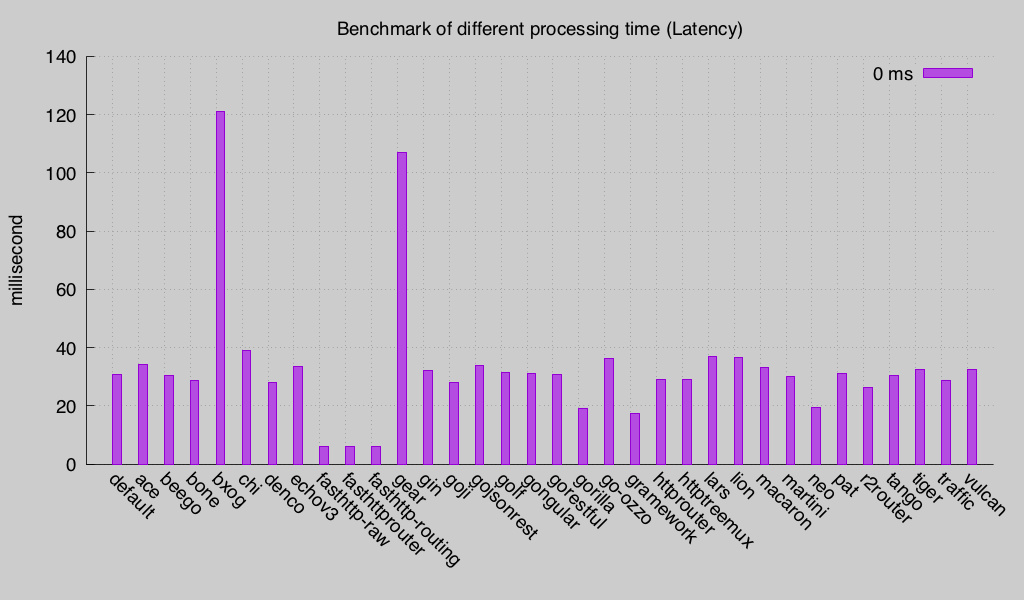 Benchmark of different processing time (Latency)
0 ms
millisecond
140
120
100
80
60
40
20
0
default
ace
beego
bone
bxog
chi
denco
echov3
fasthttp-raw
fasthttprouter
fasthttp-routing
gear
gin
goji
gojsonrest
golf
gongular
gorestful
gorilla
go-ozzo
gramework
httprouter
httptreemux
lars
lion
macaron
martini
neo
pat
r2router
tango
tiger
traffic
vulcan